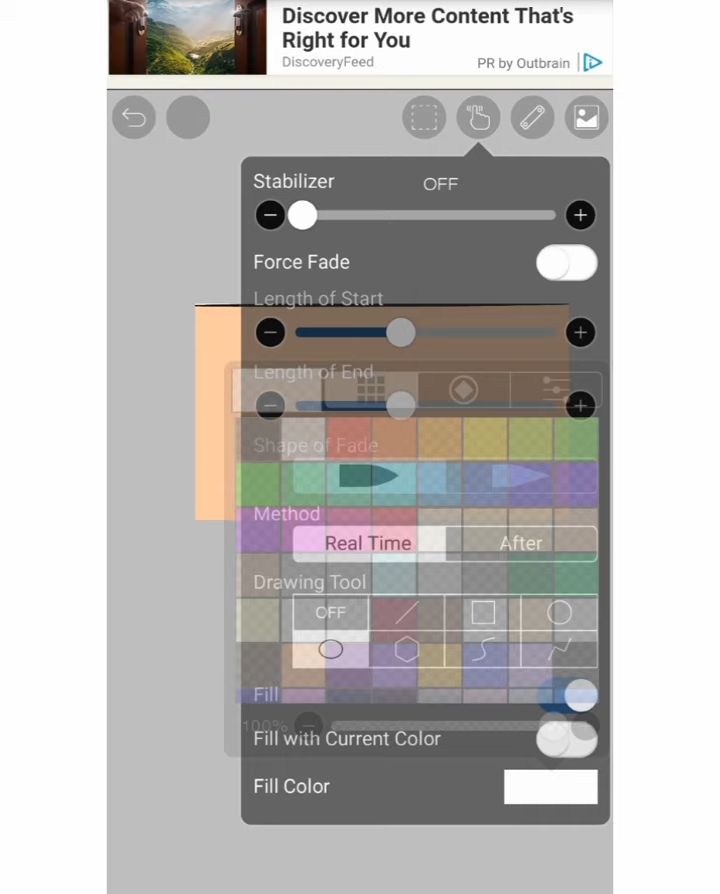 Discover More Content That's
Right for You
DiscoveryFeed
PR by Outbrain
Stabilizer
OFF
Force Fade
Length of Start
Length of End
Shape of Fade
Method
Real Time
After
Drawing Tool
OFF
Fill
100%
Fill with Current Color
Fill Color